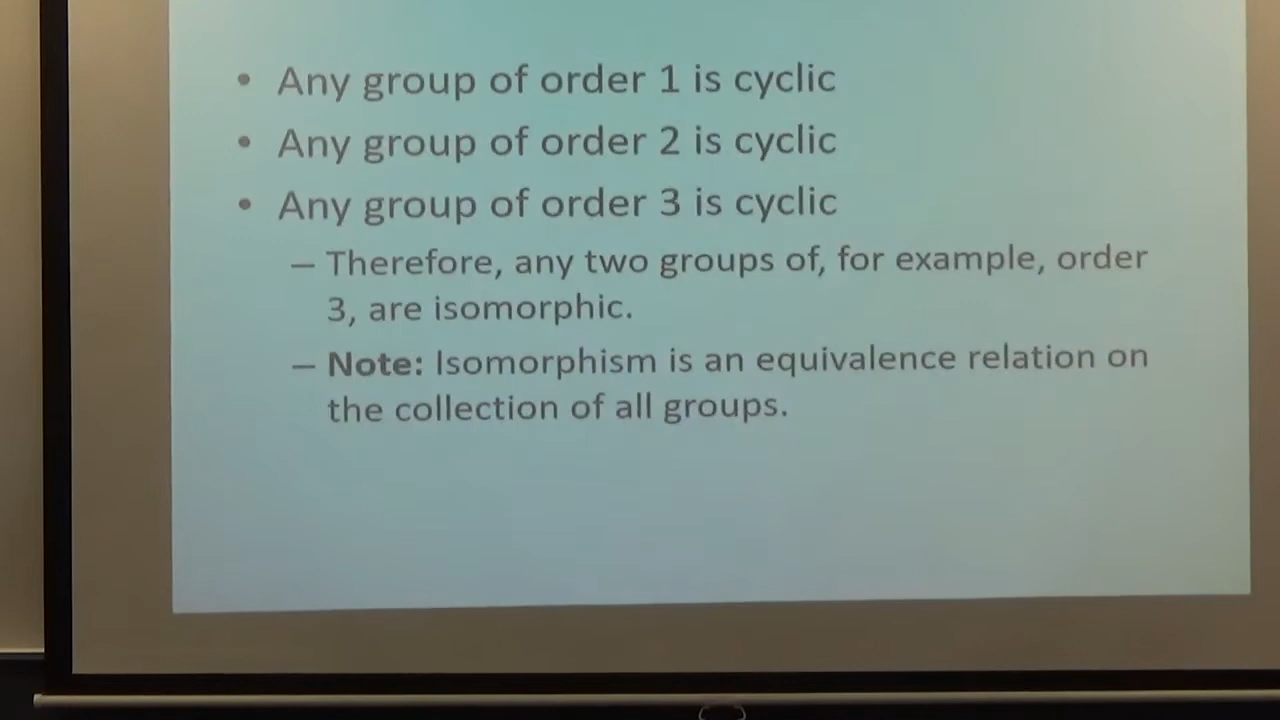 • Any group of order 1 is cyclic
• Any group of order 2 is cyclic
• Any group of order 3 is cyclic
– Therefore, any two groups of, for example, order
3, are isomorphic.
– Note: Isomorphism is an equivalence relation on
the collection of all groups.